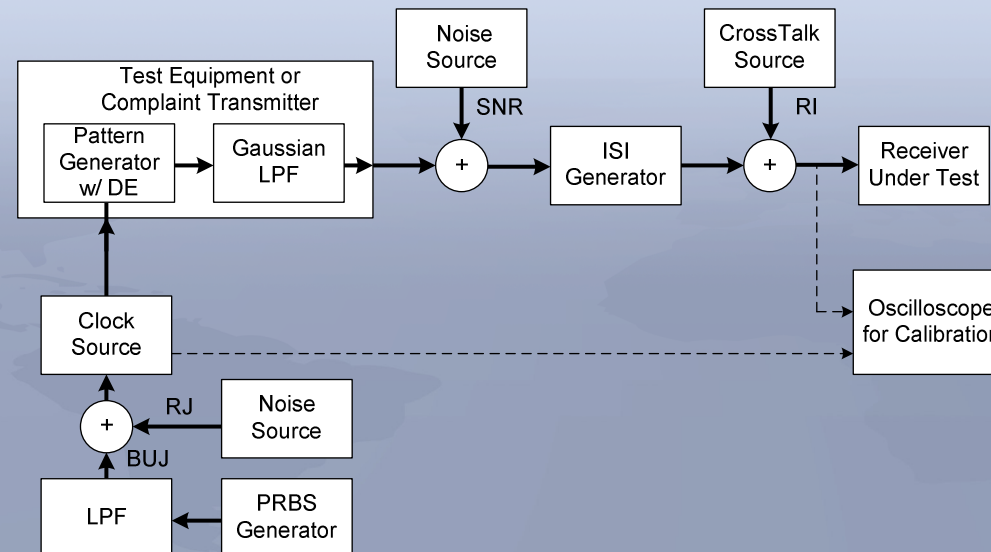 Noise
Source
CrossTalk
Source
Test Equipment or
Complaint Transmitter
SNR
RI
Pattern
Generator
w/ DE
Gaussian
LPF
+
ISI
Generator
+
Receiver
Under Test
Clock
Source
Oscilloscope
for Calibration
+
RJ
Noise
Source
BUJ
LPF
PRBS
Generator